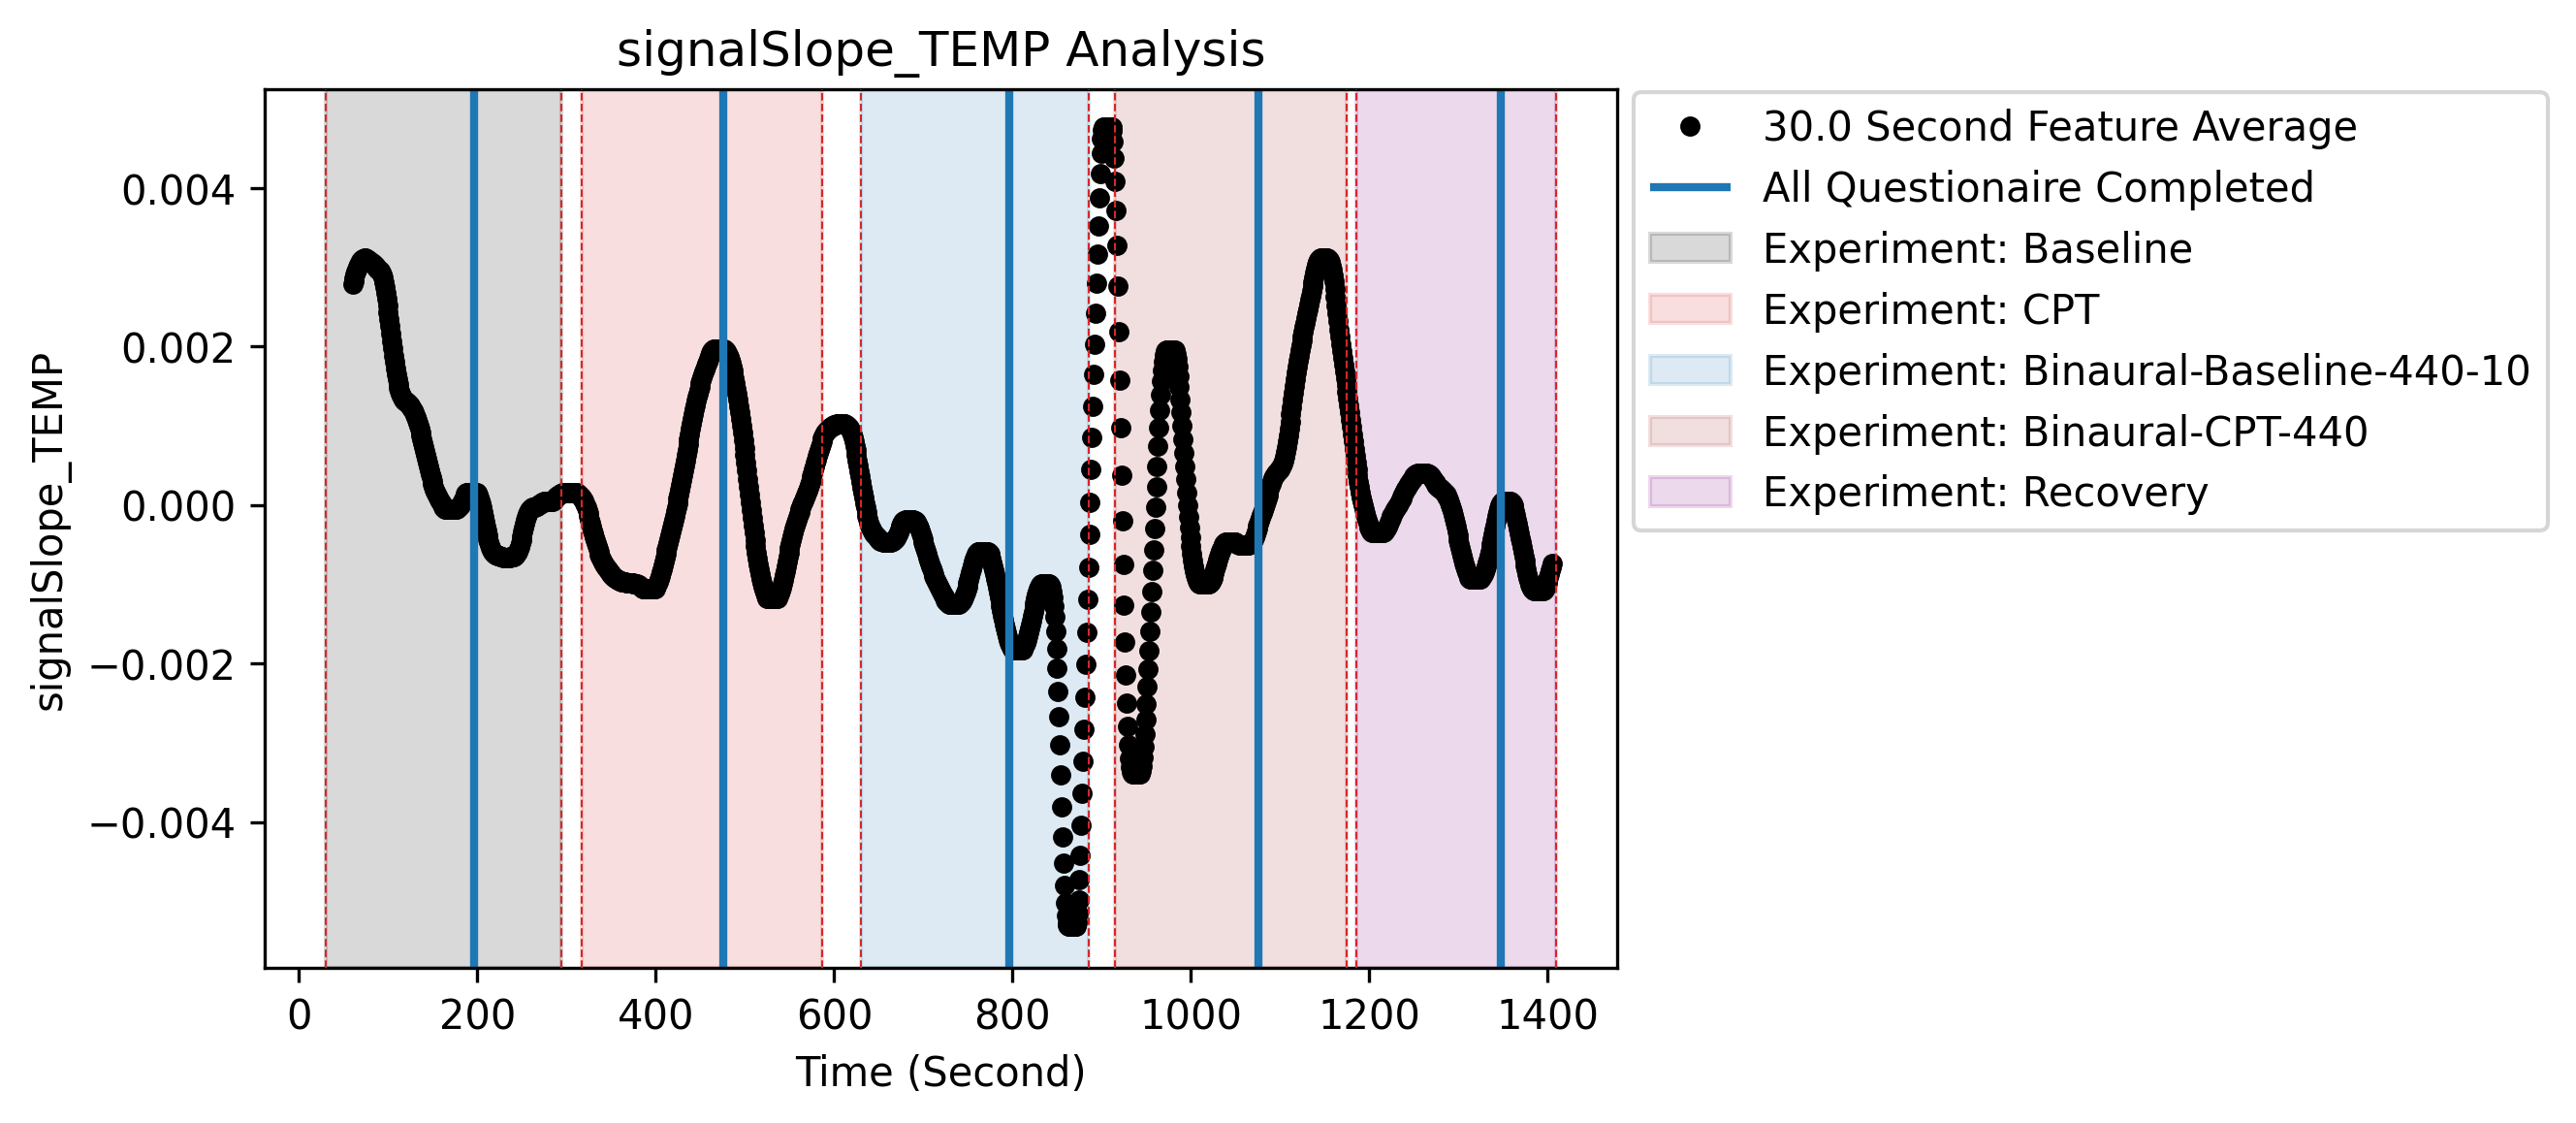 signalSlope_TEMP Analysis
30.0 Second Feature Average
All Questionaire Completed
Experiment: Baseline
Experiment: CPT
Experiment: Binaural-Baseline-440-10
Experiment: Binaural-CPT-440
Experiment: Recovery
signalSlope_TEMP
0.004
0.002
0.000
−0.002
−0.004
0 200 400 600 800 1000 1200 1400
Time (Second)